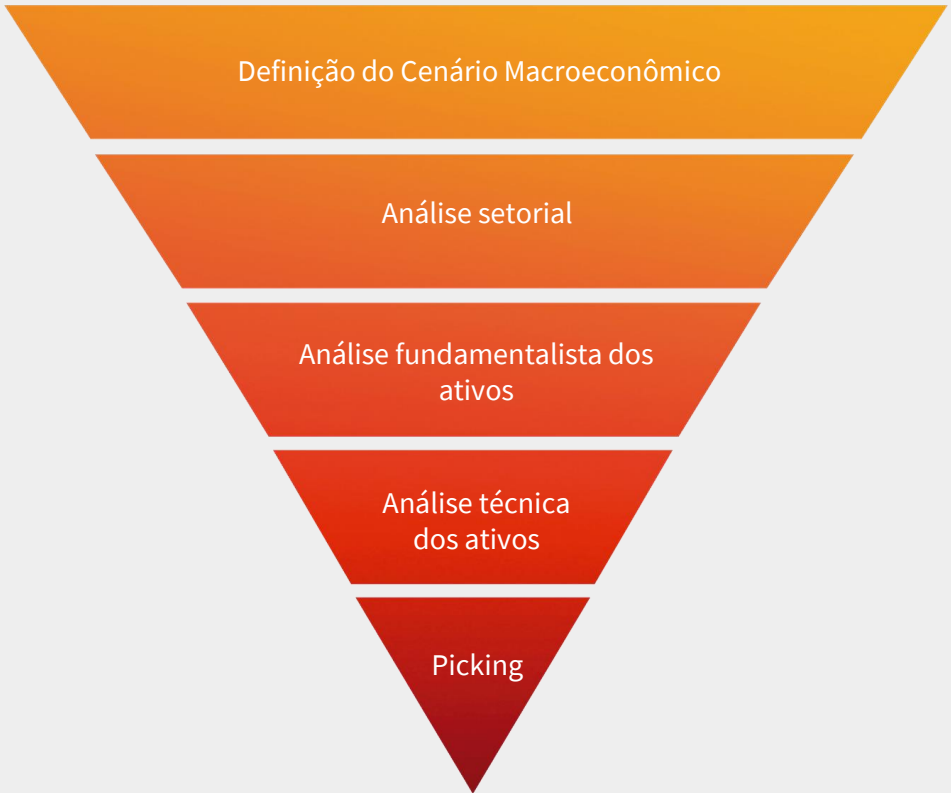 Definição do Cenário Macroeconômico
Análise setorial
Análise fundamentalista dos
ativos
Análise técnica
dos ativos
Picking